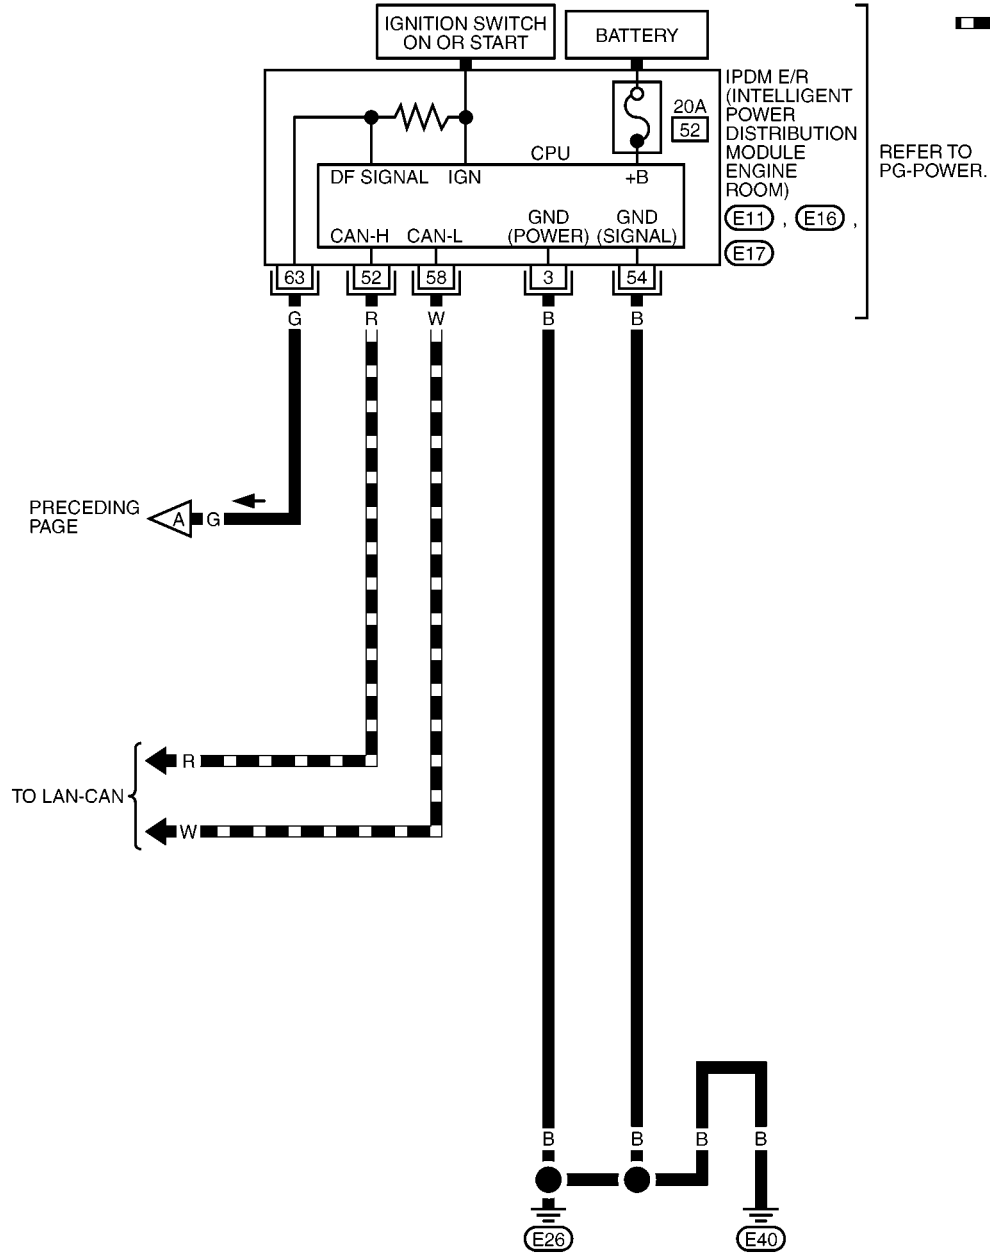 IGNITION SWITCH
ON OR START
BATTERY
IPDM E/R
(INTELLIGENT
POWER
DISTRIBUTION
MODULE
ENGINE
ROOM)
20A
52
REFER TO
PG-POWER.
CPU
DF SIGNAL IGN +B
E11 , E16 ,
E17
CAN-H CAN-L
GND
(POWER)
GND
(SIGNAL)
63 52 58 3 54
G R W B B
PRECEDING
PAGE
A G
R
TO LAN-CAN
W
B B B B
E26 E40